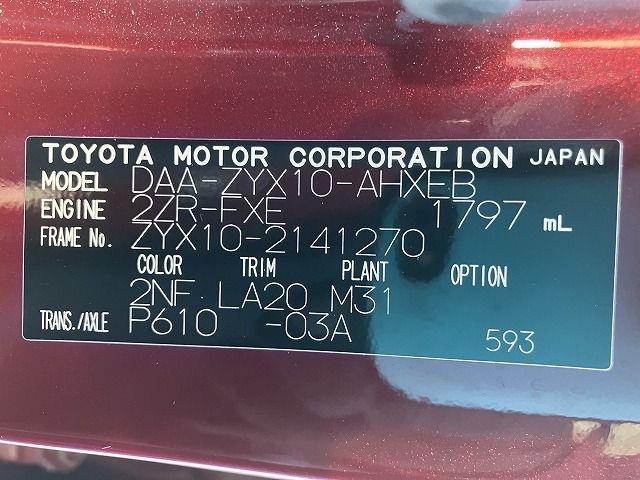 TOYOTA MOTOR CORPORATION JAPAN
MODEL DAA-ZYX10-AHXEB
ENGINE 2ZR-FXE 1797 mL
FRAME No. ZYX10-2141270
COLOR TRIM PLANT OPTION
2NF LA20 M31
TRANS./AXLE P610 -03A 593